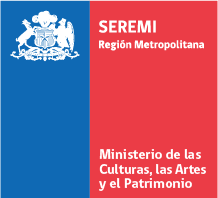 SEREMI
Región Metropolitana
Ministerio de las
Culturas, las Artes
y el Patrimonio